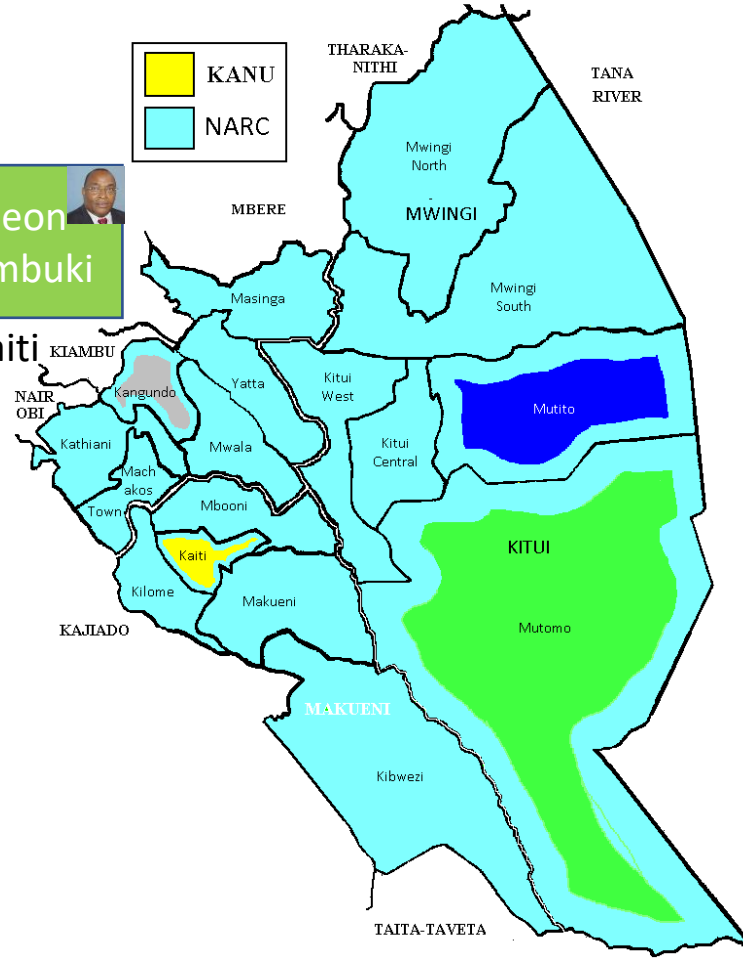 KANU
NARC
THARAKA-
NITHI
TANA
RIVER
Mwingi
North
MWINGI
MBERE
eon
mbuki
Mwingi
South
Masinga
iti
KIAMBU
Kitui
West
NAIR
OBI
Kangundo
Yatta
Mutito
Kathiani
Mwala
Kitui
Central
Mach
akos
Town
Mbooni
Kaiti
KITUI
Kilome
Makueni
KAJIADO
Mutomo
MAKUENI
Kibwezi
TAITA-TAVETA